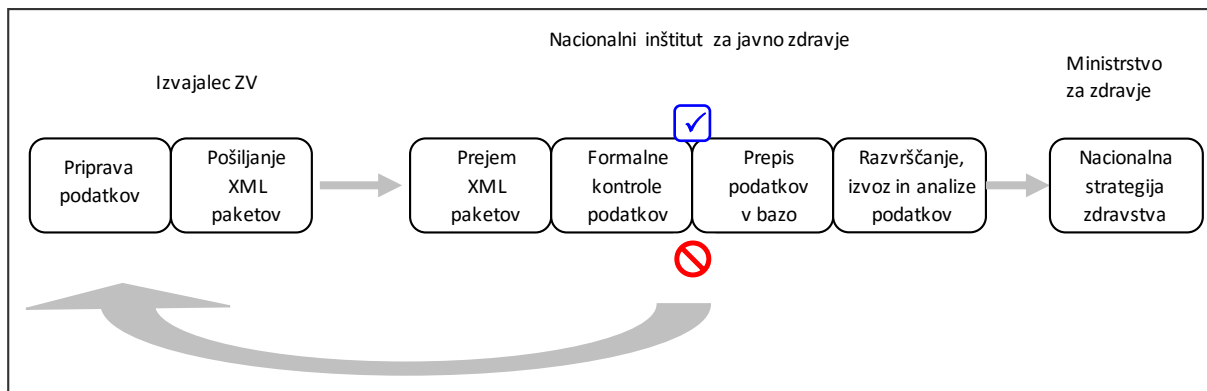 Nacionalni inštitut za javno zdravje
Izvajalec ZV
Ministrstvo
za zdravje
Priprava
podatkov
Pošiljanje
XML
paketov
Prejem
XML
paketov
Formalne
kontrole
podatkov
Prepis
podatkov
v bazo
Razvrščanje,
izvoz in analize
podatkov
Nacionalna
strategija
zdravstva